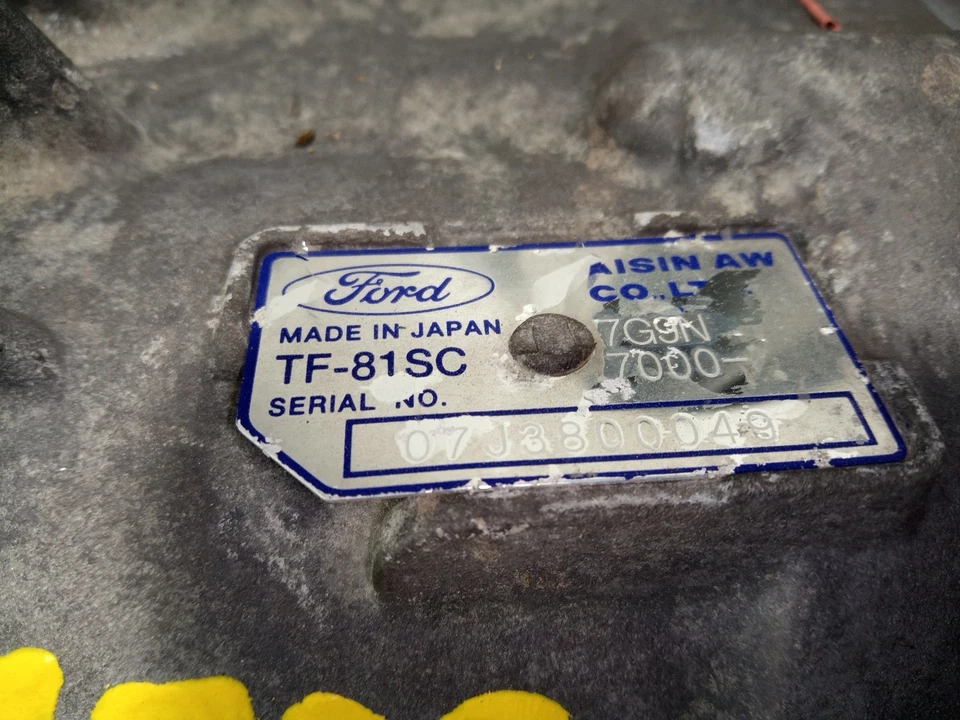 Ford
MADE IN JAPAN
TF-81SC
SERIAL NO.
AISIN AW
CO.,LT
7G9N
7000-
07J3800049